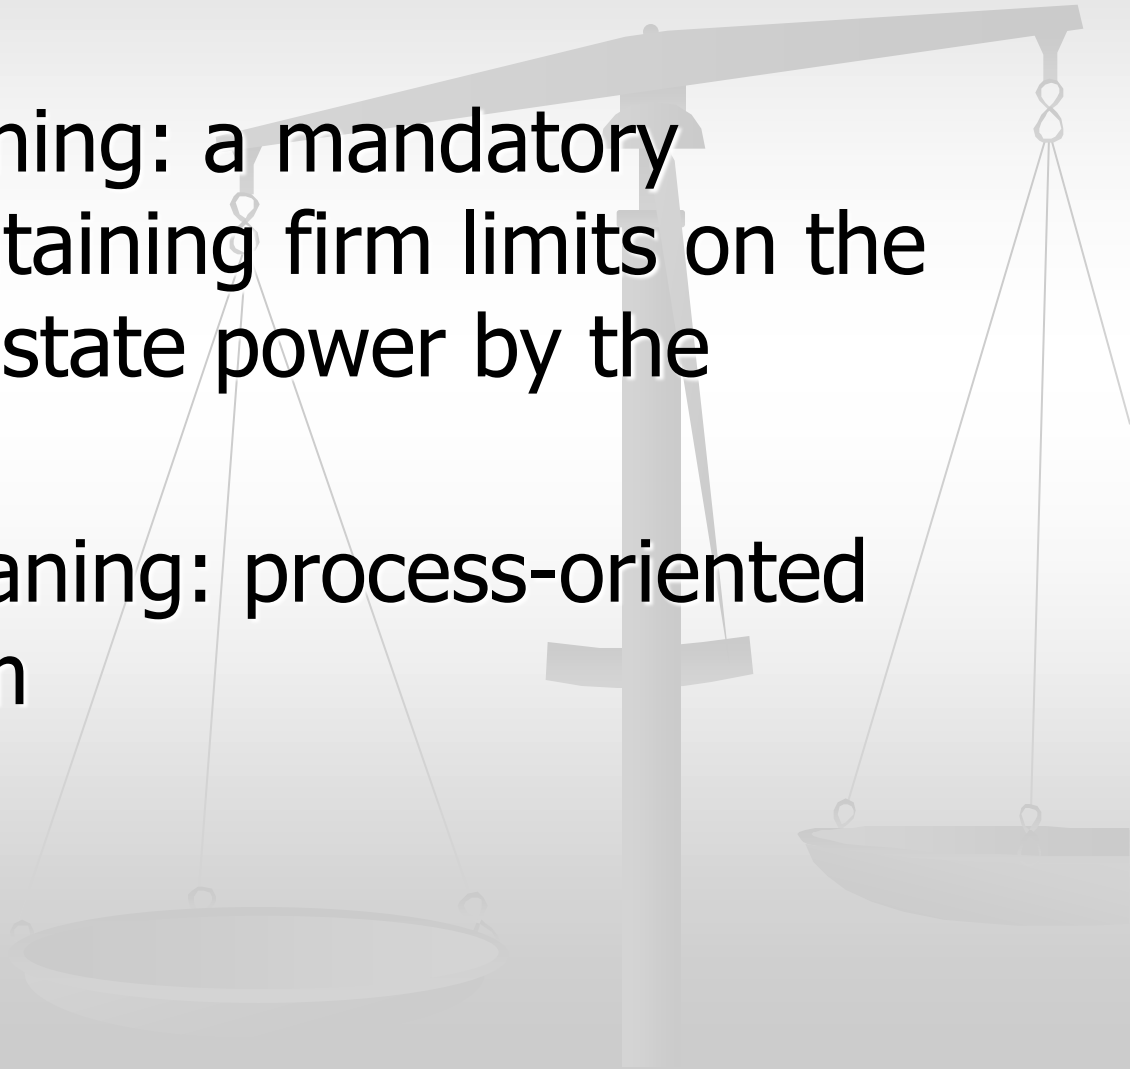 ning: a mandatory
taining firm limits on the
state power by the
aning: process-oriented
n